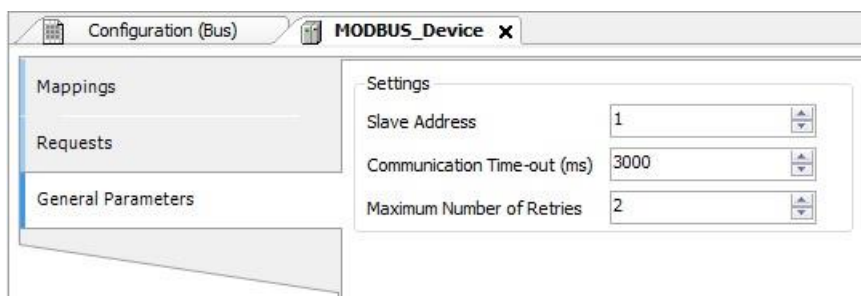 Configuration (Bus)
MODBUS_Device
Mappings
Requests
General Parameters
Settings
Slave Address 1
Communication Time-out (ms) 3000
Maximum Number of Retries 2